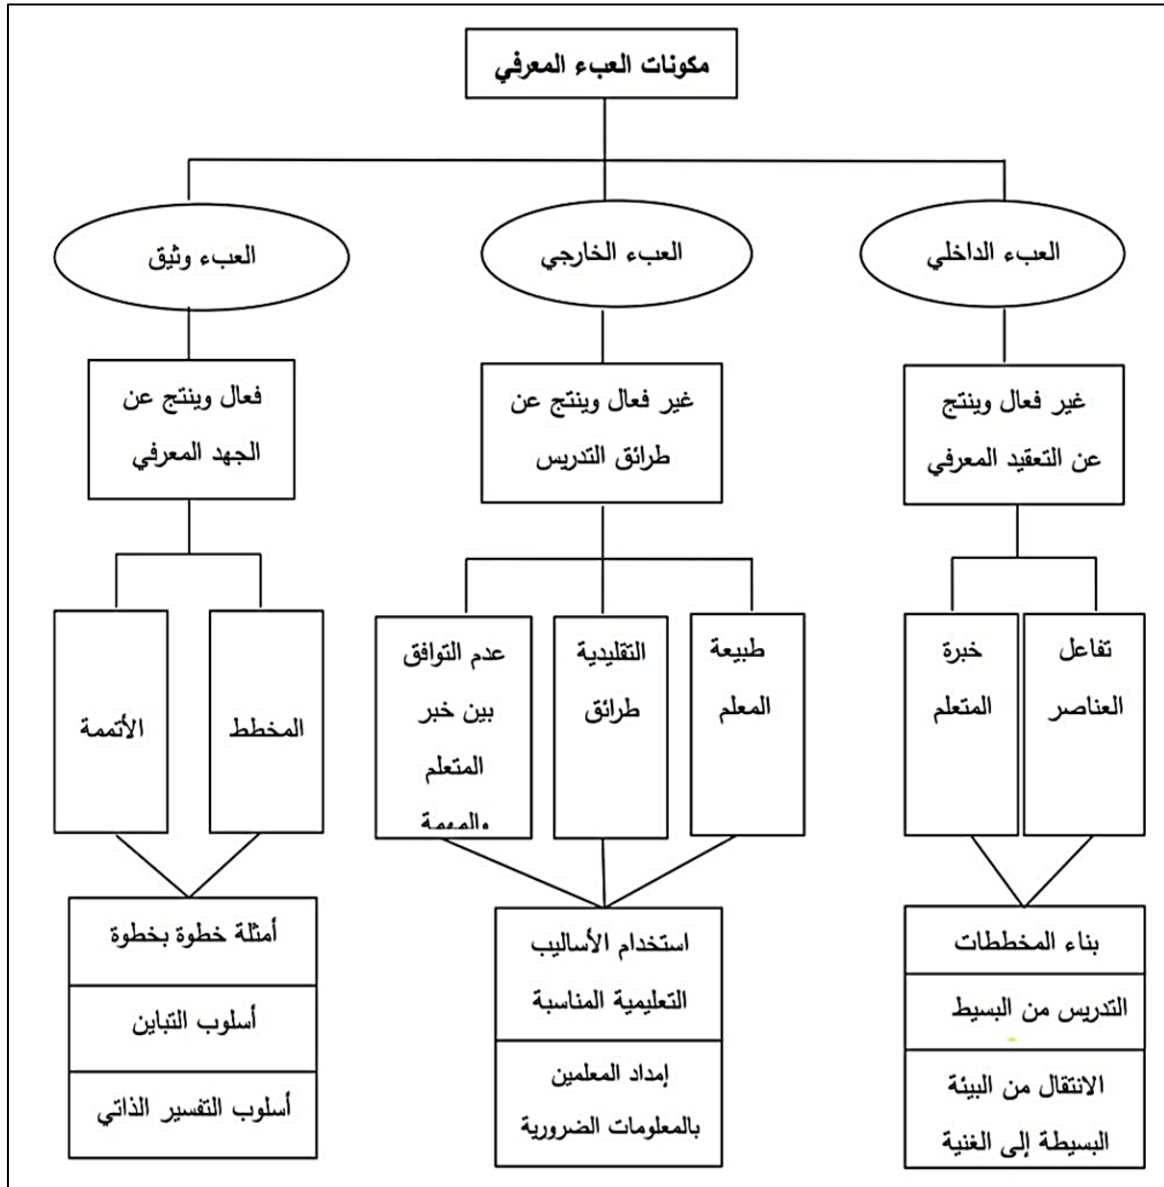 مكونات العبء المعرفي
العبء الداخلي
العبء الخارجي
العبء وثيق
غير فعال وينتج
عن التعقيد المعرفي
غير فعال وينتج عن
طرائق التدريس
فعال وينتج عن
الجهد المعرفي
تفاعل
العناصر
خبرة
المتعلم
طبيعة
المعلم
التقليدية
طرائق
عدم التوافق
بين خبر
المتعلم
والمهمة
المخطط
الأتممة
بناء المخططات
التدريس من البسيط
الانتقال من البيئة
البسيطة إلى الغنية
استخدام الأساليب
التعليمية المناسبة
إمداد المعلمين
بالمعلومات الضرورية
أمثلة خطوة بخطوة
أسلوب التباين
أسلوب التفسير الذاتي